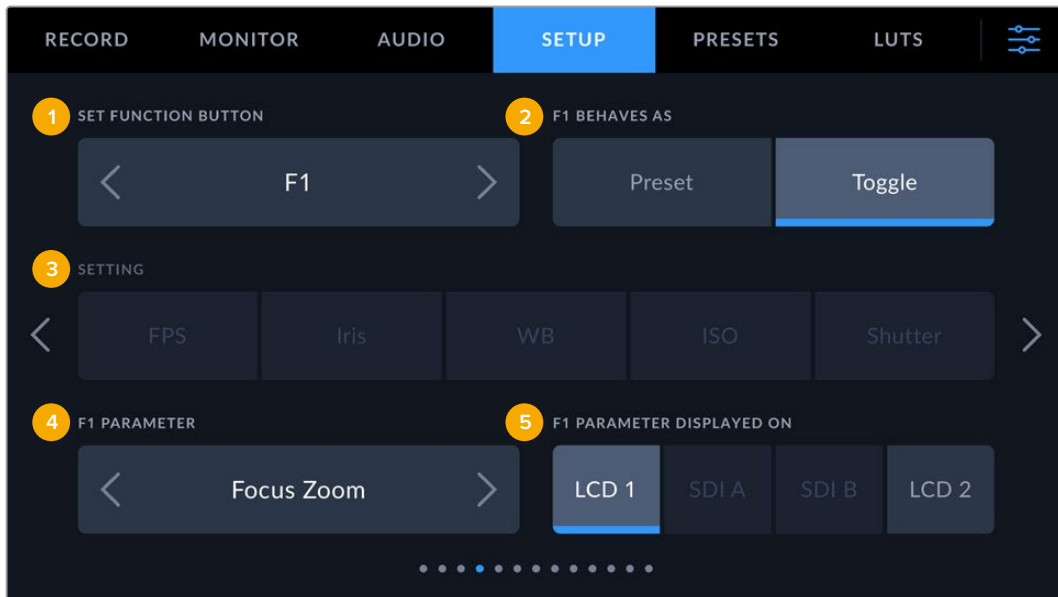 RECORD MONITOR AUDIO SETUP PRESETS LUTS
1 SET FUNCTION BUTTON 2 F1 BEHAVES AS
F1 Preset Toggle
3 SETTING
FPS Iris WB ISO Shutter
4 F1 PARAMETER 5 F1 PARAMETER DISPLAYED ON
Focus Zoom LCD 1 SDI A SDI B LCD 2